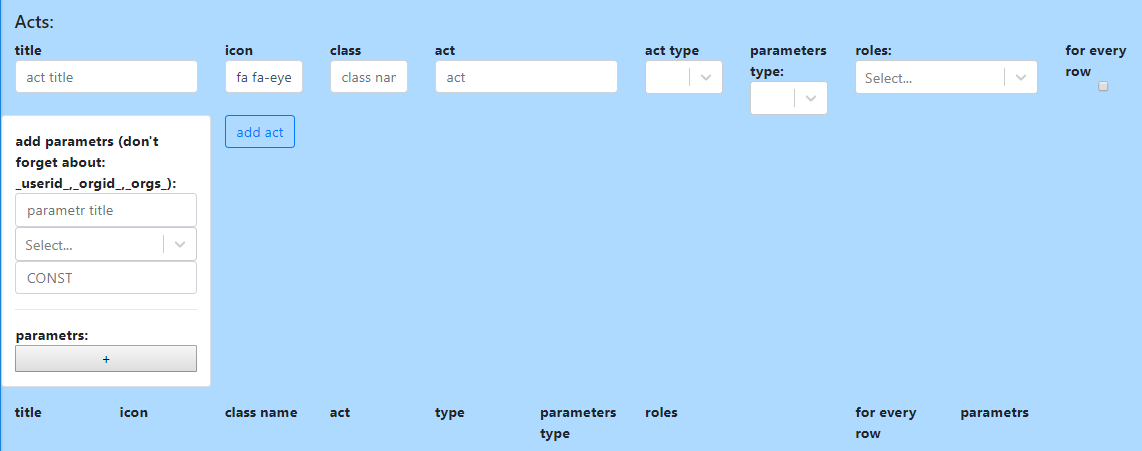 Acts:
title icon class act act type parameters type: roles: for every row
act title fa fa-eye class nar act Select...
add parametrs (don't
forget about:
_userid_,_orgid_,_orgs_):
add act
parametr title
Select...
CONST
parametrs:
+
title icon class name act type parameters type roles for every row parametrs